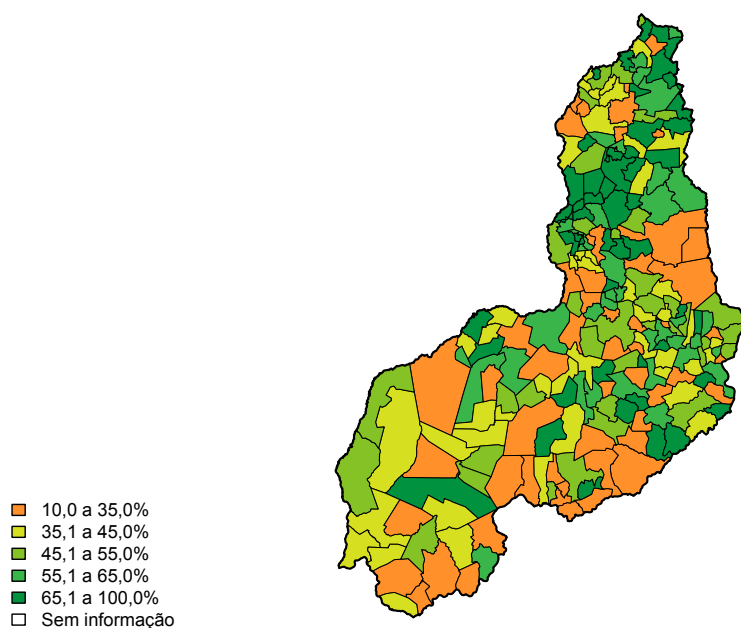 10,0 a 35,0%
35,1 a 45,0%
45,1 a 55,0%
55,1 a 65,0%
65,1 a 100,0%
Sem informação